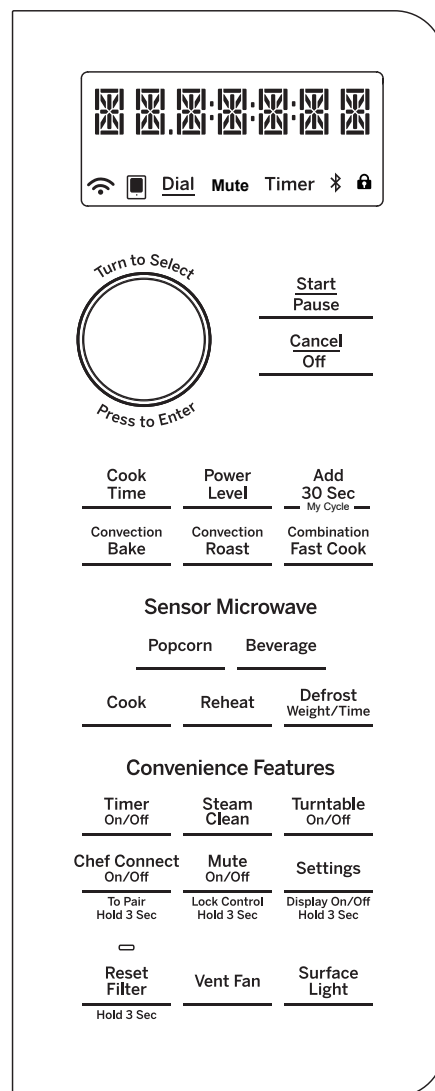 Dial Mute Timer
Turn to Select
Press to Enter
Start
Pause
Cancel
Off
Cook
Time
Power
Level
Add
30 Sec
My Cycle
Convection
Bake
Convection
Roast
Combination
Fast Cook
Sensor Microwave
Popcorn
Beverage
Cook
Reheat
Defrost
Weight/Time
Convenience Features
Timer
On/Off
Steam
Clean
Turntable
On/Off
Chef Connect
On/Off
To Pair
Hold 3 Sec
Mute
On/Off
Lock Control
Hold 3 Sec
Settings
Display On/Off
Hold 3 Sec
Reset
Filter
Hold 3 Sec
Vent Fan
Surface
Light